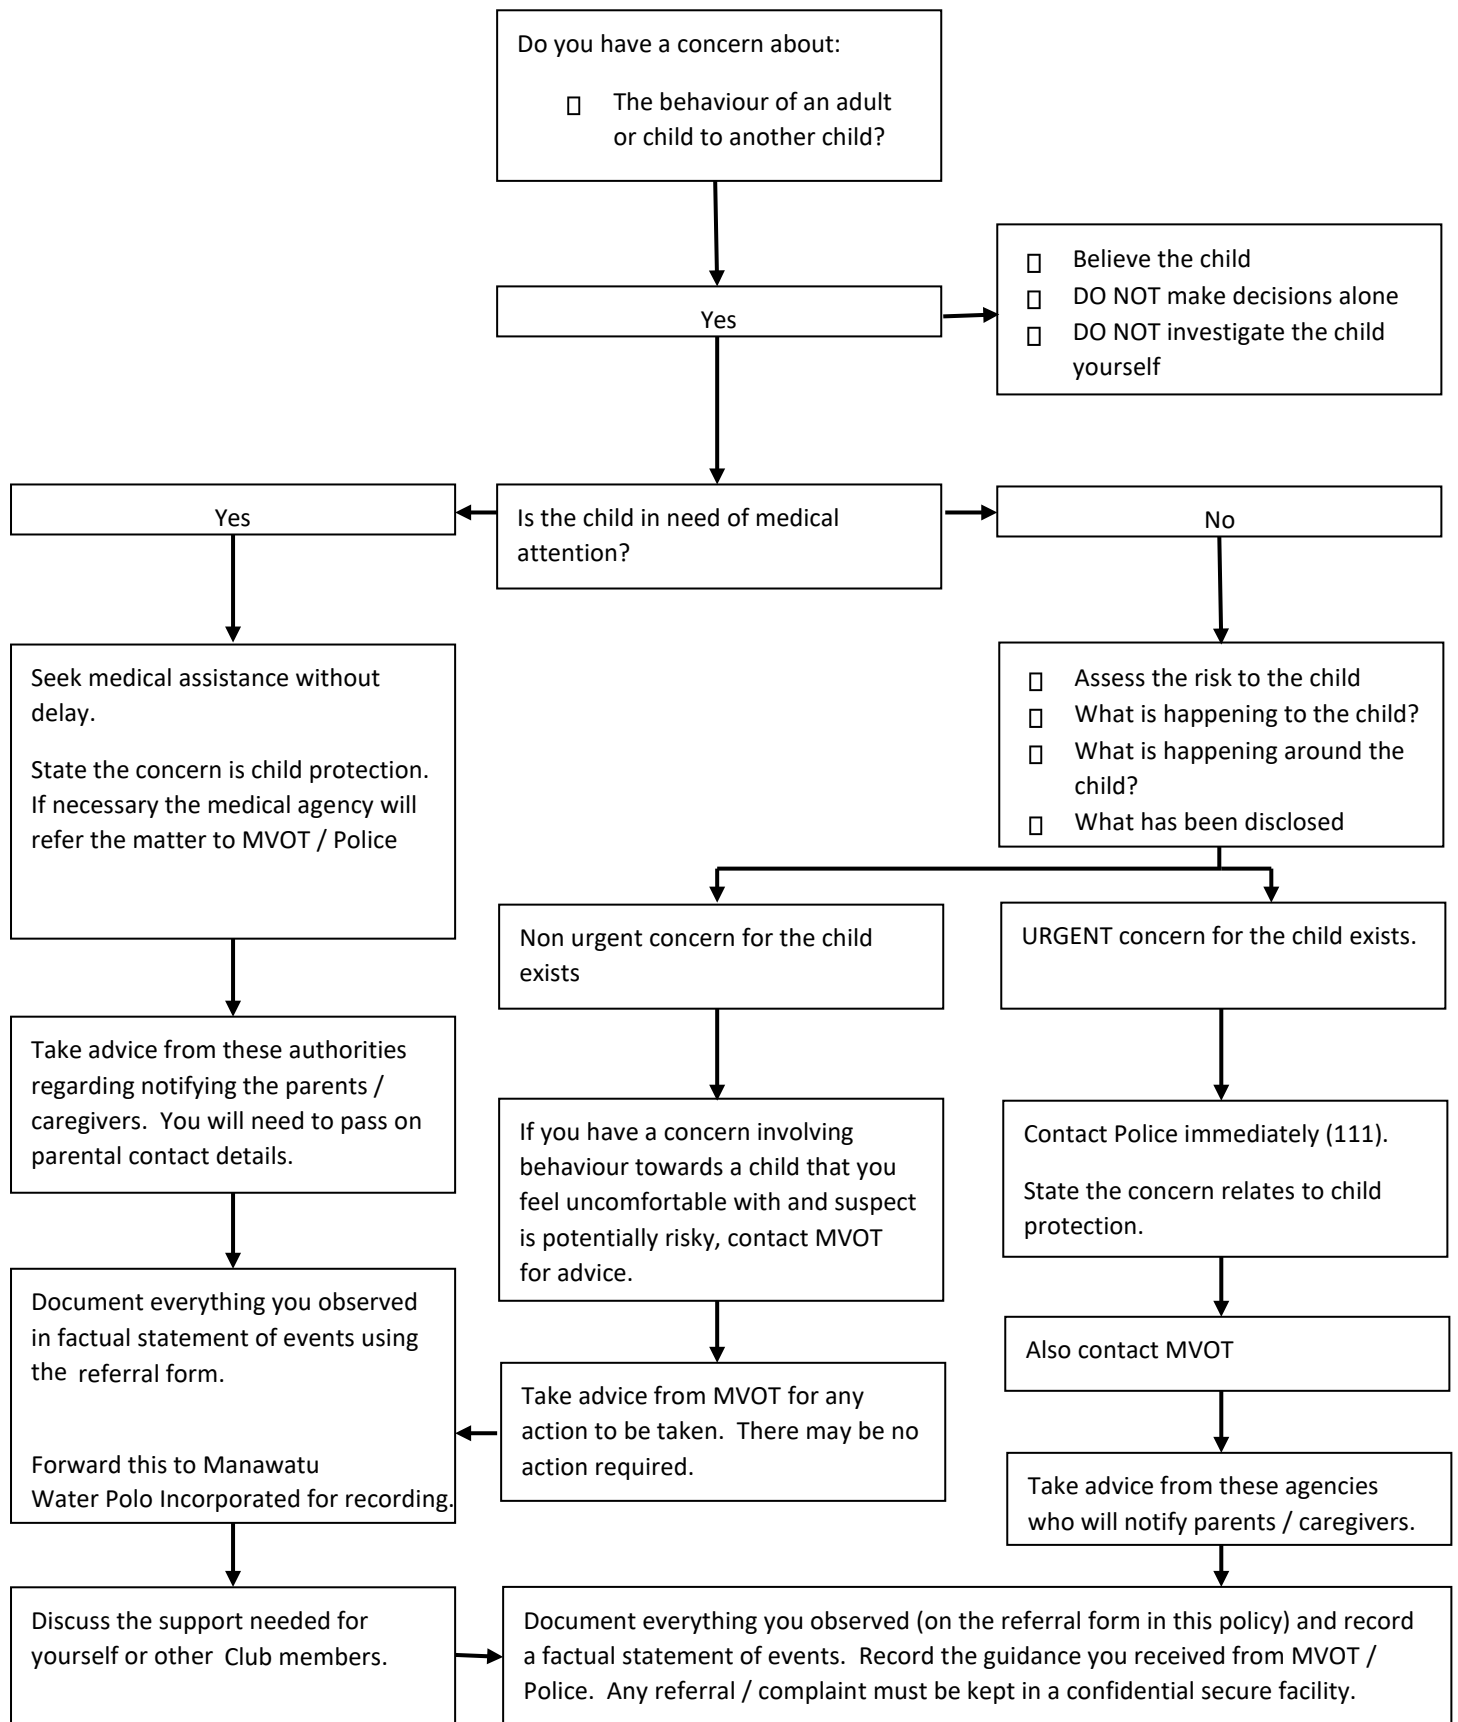 Do you have a concern about:
The behaviour of an adult
or child to another child?
Yes
Believe the child
DO NOT make decisions alone
DO NOT investigate the child
yourself
Is the child in need of medical
attention?
Yes
No
Seek medical assistance without
delay.
State the concern is child protection.
If necessary the medical agency will
refer the matter to MVOT / Police
Assess the risk to the child
What is happening to the child?
What is happening around the
child?
What has been disclosed
Non urgent concern for the child
exists
URGENT concern for the child exists.
Take advice from these authorities
regarding notifying the parents /
caregivers. You will need to pass on
parental contact details.
If you have a concern involving
behaviour towards a child that you
feel uncomfortable with and suspect
is potentially risky, contact MVOT
for advice.
Contact Police immediately (111).
State the concern relates to child
protection.
Document everything you observed
in factual statement of events using
the referral form.
Forward this to Manawatu
Water Polo Incorporated for recording.
Take advice from MVOT for any
action to be taken. There may be no
action required.
Also contact MVOT
Take advice from these agencies
who will notify parents / caregivers.
Discuss the support needed for
yourself or other Club members.
Document everything you observed (on the referral form in this policy) and record
a factual statement of events. Record the guidance you received from MVOT /
Police. Any referral / complaint must be kept in a confidential secure facility.